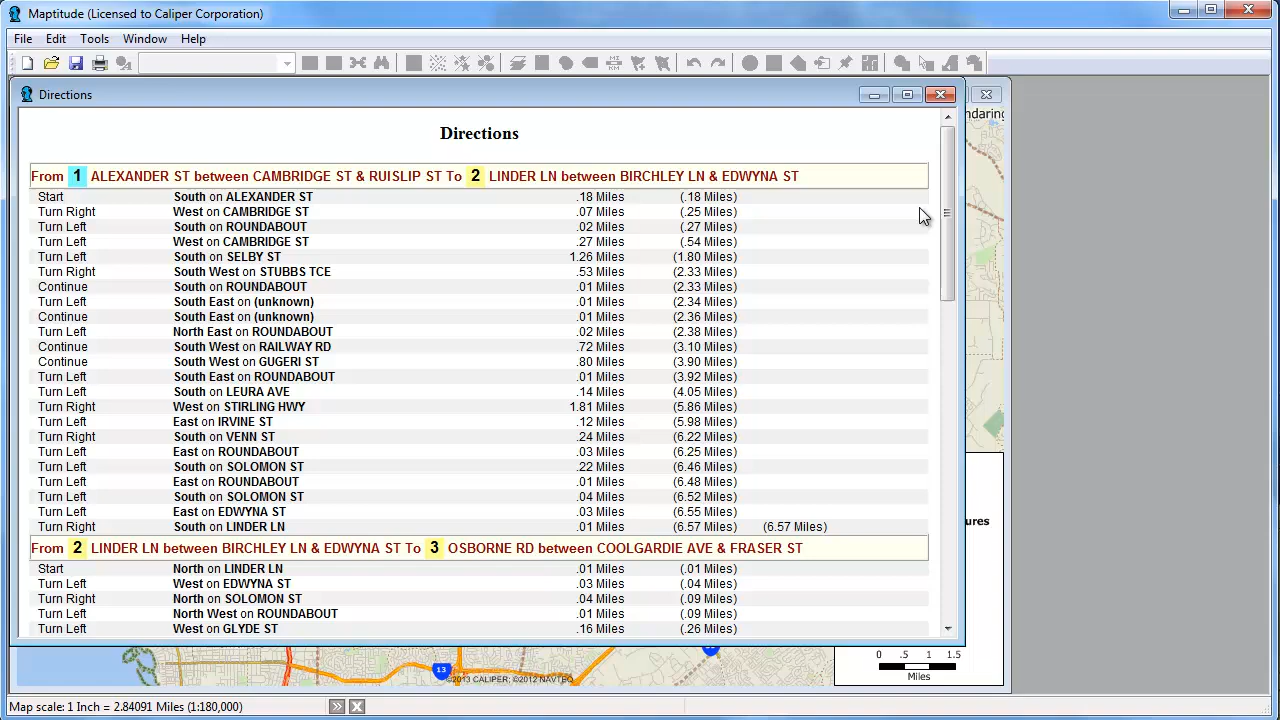 Maptitude (Licensed to Caliper Corporation)
File Edit Tools Window Help
Directions
Directions
From 1 ALEXANDER ST between CAMBRIDGE ST & RUISLIP ST To 2 LINDER LN between BIRCHLEY LN & EDWYNA ST
Start South on ALEXANDER ST .18 Miles (.18 Miles)
Turn Right West on CAMBRIDGE ST .07 Miles (.25 Miles)
Turn Left South on ROUNDABOUT .02 Miles (.27 Miles)
Turn Left West on CAMBRIDGE ST .27 Miles (.54 Miles)
Turn Left South on SELBY ST 1.26 Miles (1.80 Miles)
Turn Right South West on STUBBS TCE .53 Miles (2.33 Miles)
Continue South on ROUNDABOUT .01 Miles (2.33 Miles)
Turn Left South East on (unknown) .01 Miles (2.34 Miles)
Continue South East on (unknown) .01 Miles (2.36 Miles)
Turn Left North East on ROUNDABOUT .02 Miles (2.38 Miles)
Continue South West on RAILWAY RD .72 Miles (3.10 Miles)
Continue South West on GUGERI ST .80 Miles (3.90 Miles)
Turn Left South East on ROUNDABOUT .01 Miles (3.92 Miles)
Turn Left South on LEURA AVE .14 Miles (4.05 Miles)
Turn Right West on STIRLING HWY 1.81 Miles (5.86 Miles)
Turn Left East on IRVINE ST .12 Miles (5.98 Miles)
Turn Right South on VENN ST .24 Miles (6.22 Miles)
Turn Left East on ROUNDABOUT .03 Miles (6.25 Miles)
Turn Left South on SOLOMON ST .22 Miles (6.46 Miles)
Turn Left East on ROUNDABOUT .01 Miles (6.48 Miles)
Turn Left South on SOLOMON ST .04 Miles (6.52 Miles)
Turn Left East on EDWYNA ST .03 Miles (6.55 Miles)
Turn Right South on LINDER LN .01 Miles (6.57 Miles) (6.57 Miles)
From 2 LINDER LN between BIRCHLEY LN & EDWYNA ST To 3 OSBORNE RD between COOLGARDIE AVE & FRASER ST
Start North on LINDER LN .01 Miles (.01 Miles)
Turn Left West on EDWYNA ST .03 Miles (.04 Miles)
Turn Right North on SOLOMON ST .04 Miles (.09 Miles)
Turn Left North West on ROUNDABOUT .01 Miles (.09 Miles)
Turn Left West on GLYDE ST .16 Miles (.26 Miles)
ndaring
ures
0 .5 1 1.5
Miles
13
©2013 CALIPER; ©2012 NAVTEQ
Map scale: 1 Inch = 2.84091 Miles (1:180,000)